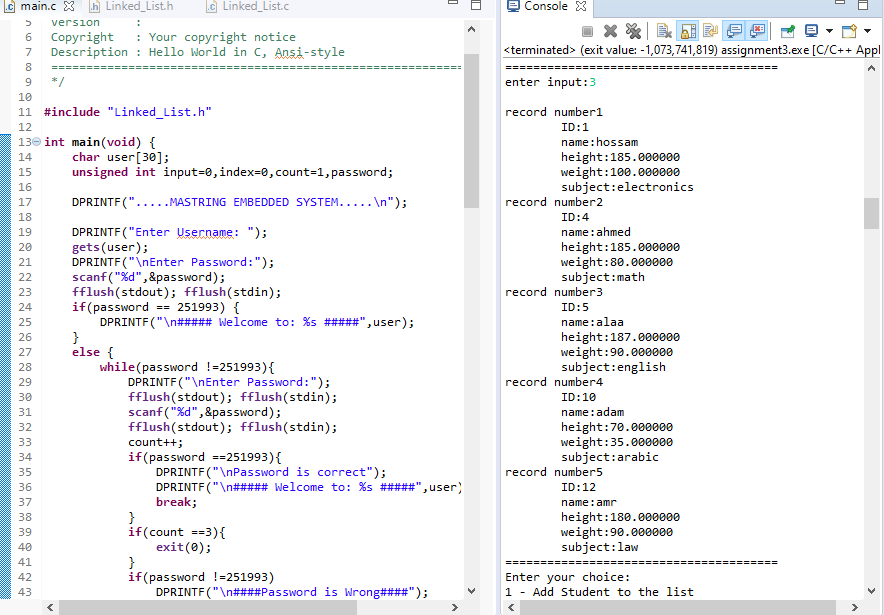 main.c
Linked_List.h
Linked_List.c
5 Version     :
6 Copyright   : Your copyright notice
7 Description : Hello World in C, Ansi-style
8 ============================================================
9 */
10
11 #include "Linked_List.h"
12
13 int main(void) {
14     char user[30];
15     unsigned int input=0,index=0,count=1,password;
16
17     DPRINTF(".....MASTRING EMBEDDED SYSTEM.....\n");
18
19     DPRINTF("Enter Username: ");
20     gets(user);
21     DPRINTF("\nEnter Password:");
22     scanf("%d",&password);
23     fflush(stdout); fflush(stdin);
24     if(password == 251993) {
25         DPRINTF("\n##### Welcome to: %s #####",user);
26     }
27     else {
28         while(password !=251993){
29             DPRINTF("\nEnter Password:");
30             fflush(stdout); fflush(stdin);
31             scanf("%d",&password);
32             fflush(stdout); fflush(stdin);
33             count++;
34             if(password ==251993){
35                 DPRINTF("\nPassword is correct");
36                 DPRINTF("\n##### Welcome to: %s #####",user)
37                 break;
38             }
39             if(count ==3){
40                 exit(0);
41             }
42             if(password !=251993)
43                 DPRINTF("\n####Password is Wrong####");
Console
<terminated> (exit value: -1,073,741,819) assignment3.exe [C/C++ Appl
=======================================
enter input:3
record number1
ID:1
name:hossam
height:185.000000
weight:100.000000
subject:electronics
record number2
ID:4
name:ahmed
height:185.000000
weight:80.000000
subject:math
record number3
ID:5
name:alaa
height:187.000000
weight:90.000000
subject:english
record number4
ID:10
name:adam
height:70.000000
weight:35.000000
subject:arabic
record number5
ID:12
name:amr
height:180.000000
weight:90.000000
subject:law
=======================================
Enter your choice:
1 - Add Student to the list